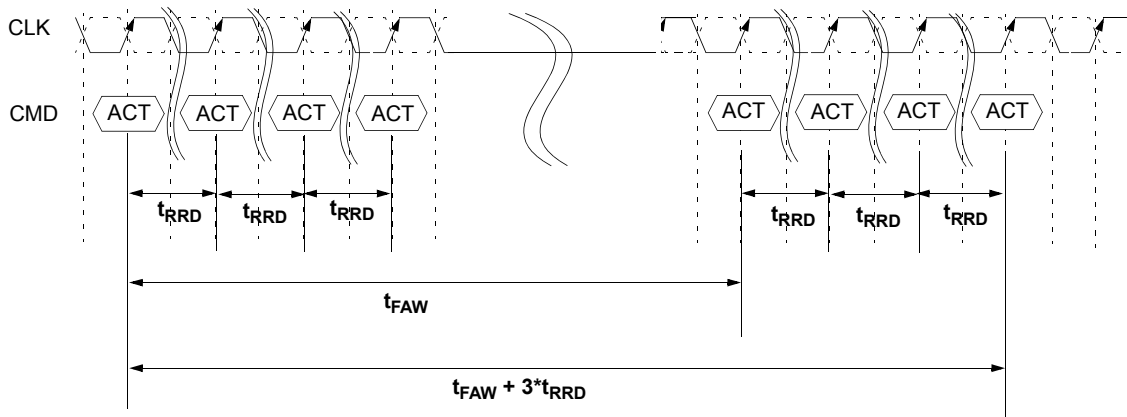 CLK
CMD
ACT ACT ACT ACT ACT ACT ACT ACT
tRRD tRRD tRRD tRRD tRRD tRRD
tFAW
tFAW + 3*tRRD